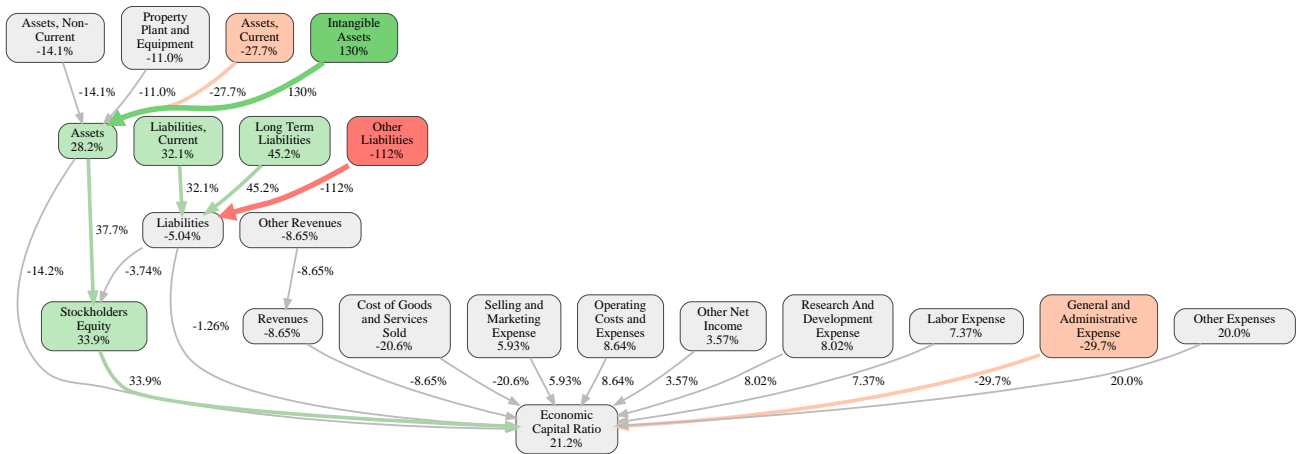 Assets, Non-
Current
-14.1%
Property
Plant and
Equipment
-11.0%
Assets,
Current
-27.7%
Intangible
Assets
130%
-14.1%
-11.0%
-27.7%
130%
Assets
28.2%
Liabilities,
Current
32.1%
Long Term
Liabilities
45.2%
Other
Liabilities
-112%
32.1%
45.2%
-112%
37.7%
Liabilities
-5.04%
Other Revenues
-8.65%
-14.2%
-3.74%
-8.65%
Stockholders
Equity
33.9%
-1.26%
Revenues
-8.65%
Cost of Goods
and Services
Sold
-20.6%
Selling and
Marketing
Expense
5.93%
Operating
Costs and
Expenses
8.64%
Other Net
Income
3.57%
Research And
Development
Expense
8.02%
Labor Expense
7.37%
General and
Administrative
Expense
-29.7%
Other Expenses
20.0%
33.9%
-8.65%
-20.6%
5.93%
8.64%
3.57%
8.02%
7.37%
-29.7%
20.0%
Economic
Capital Ratio
21.2%